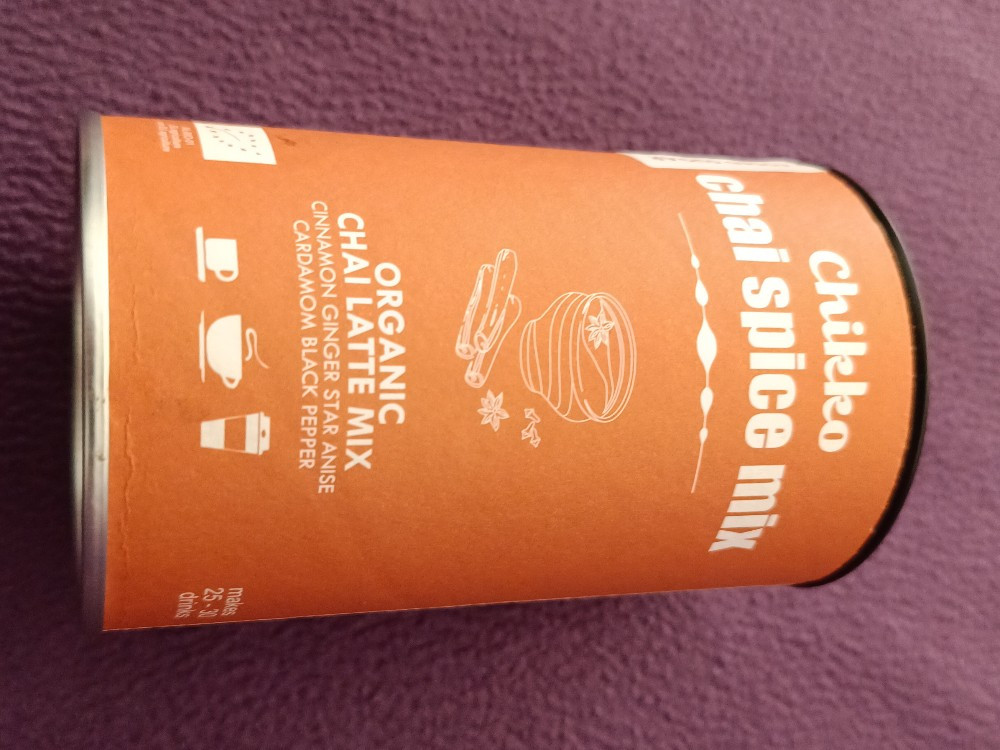 Chikko
chai spice mix
ORGANIC
CHAI LATTE MIX
CINNAMON GINGER STAR ANISE
CARDAMOM BLACK PEPPER
makes
25 - 30
drinks